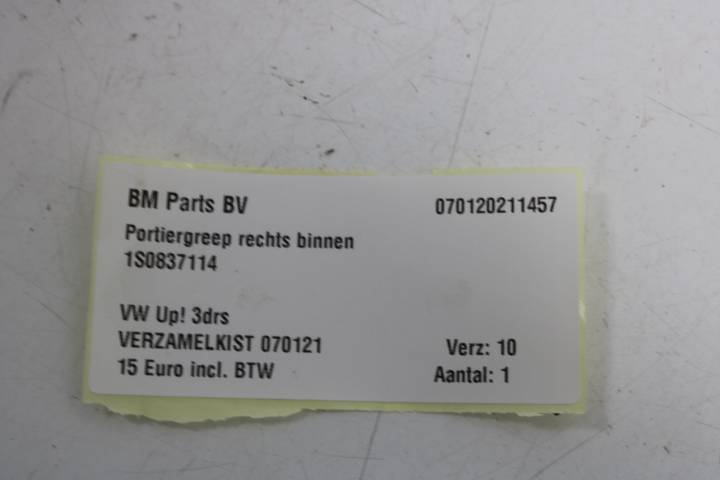 BM Parts BV 070120211457
Portiergreep rechts binnen
1S0837114
VW Up! 3drs
VERZAMELKIST 070121 Verz: 10
15 Euro incl. BTW Aantal: 1